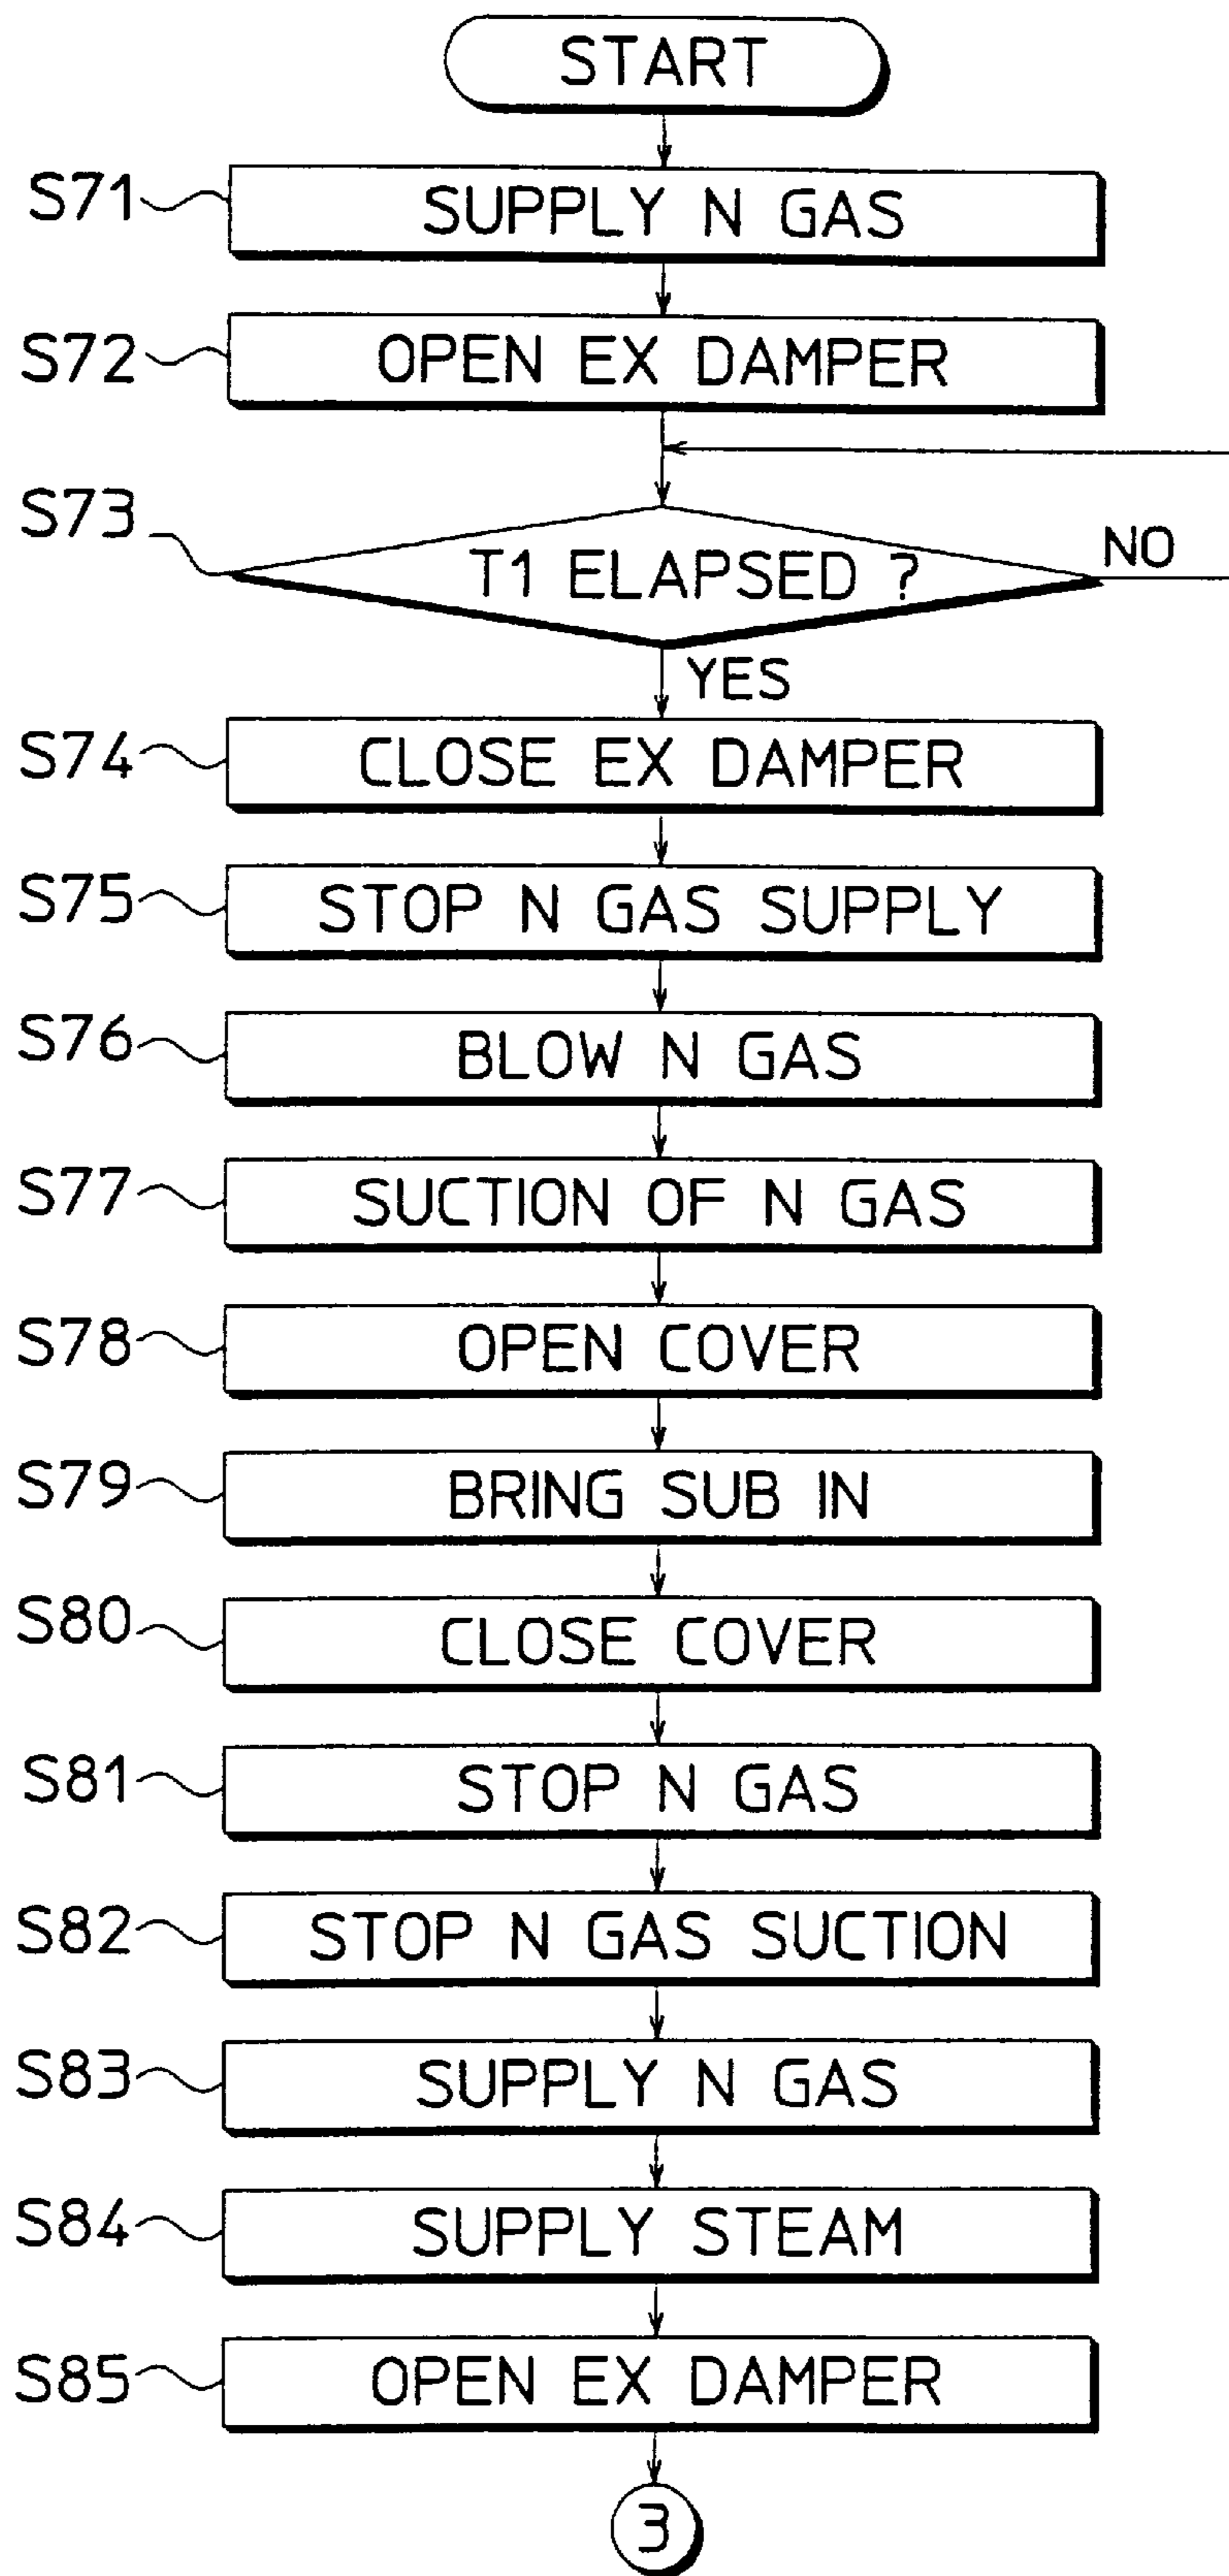 START
S71 SUPPLY N GAS
S72 OPEN EX DAMPER
S73 T1 ELAPSED ? NO
YES
S74 CLOSE EX DAMPER
S75 STOP N GAS SUPPLY
S76 BLOW N GAS
S77 SUCTION OF N GAS
S78 OPEN COVER
S79 BRING SUB IN
S80 CLOSE COVER
S81 STOP N GAS
S82 STOP N GAS SUCTION
S83 SUPPLY N GAS
S84 SUPPLY STEAM
S85 OPEN EX DAMPER
3